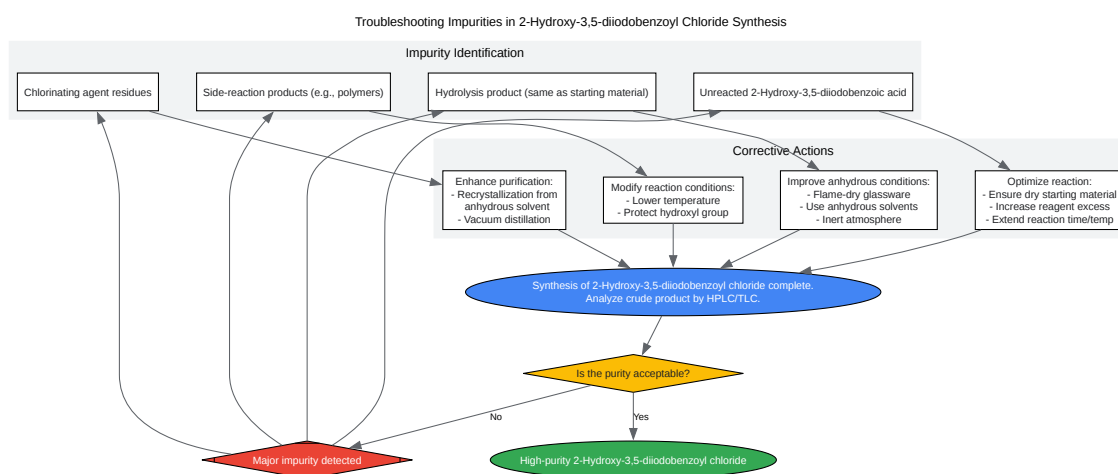 Troubleshooting Impurities in 2-Hydroxy-3,5-diiodobenzoyl Chloride Synthesis
Impurity Identification
Chlorinating agent residues
Side-reaction products (e.g., polymers)
Hydrolysis product (same as starting material)
Unreacted 2-Hydroxy-3,5-diiodobenzoic acid
Corrective Actions
Enhance purification:
- Recrystallization from
anhydrous solvent
- Vacuum distillation
Modify reaction conditions:
- Lower temperature
- Protect hydroxyl group
Improve anhydrous conditions:
- Flame-dry glassware
- Use anhydrous solvents
- Inert atmosphere
Optimize reaction:
- Ensure dry starting material
- Increase reagent excess
- Extend reaction time/temp
Synthesis of 2-Hydroxy-3,5-diiodobenzoyl chloride complete.
Analyze crude product by HPLC/TLC.
Is the purity acceptable?
No
Yes
Major impurity detected
High-purity 2-Hydroxy-3,5-diiodobenzoyl chloride